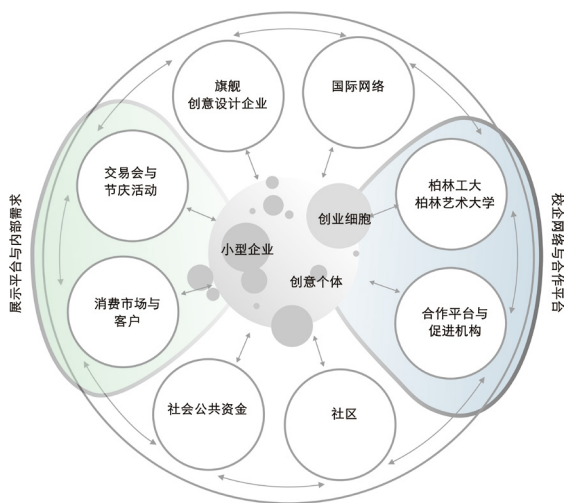 旗舰
创意设计企业
国际网络
交易会与
节庆活动
柏林工大
柏林艺术大学
创业细胞
小型企业
创意个体
消费市场与
客户
合作平台与
促进机构
社会公共资金
社区
展示平台与内部需求
校企网络与合作平台